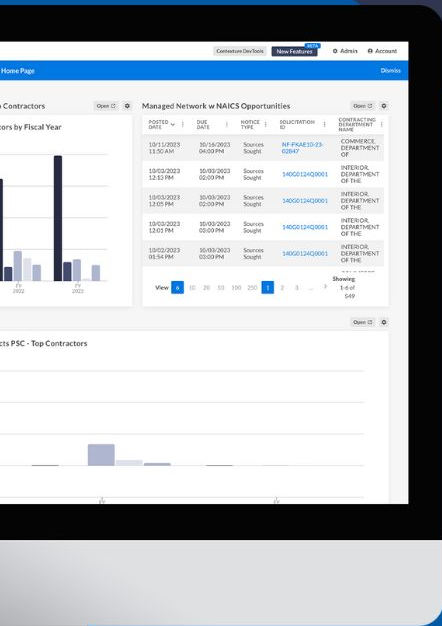 Contexture DevTools New Features BETA Admin Account
Home Page Dismiss
Contractors Open
Managed Network w NAICS Opportunities Open
ors by Fiscal Year
POSTED DATE DUE DATE NOTICE TYPE SOLICITATION ID CONTRACTING DEPARTMENT NAME
10/11/2023 11:50 AM 10/16/2023 04:00 PM Sources Sought NF-FKAE10-23-02847 COMMERCE, DEPARTMENT OF
10/03/2023 12:13 PM 10/03/2023 02:00 PM Sources Sought 140G0124Q0001 INTERIOR, DEPARTMENT OF THE
10/03/2023 12:05 PM 10/03/2023 02:00 PM Sources Sought 140G0124Q0001 INTERIOR, DEPARTMENT OF THE
10/03/2023 12:01 PM 10/03/2023 03:00 PM Sources Sought 140G0124Q0001 INTERIOR, DEPARTMENT OF THE
10/02/2023 01:54 PM 10/03/2023 03:00 PM Sources Sought 140G0124Q0001 INTERIOR, DEPARTMENT OF THE
FY 2022
FY 2023
View 6 10 20 50 100 250 1 2 3 ... Showing 1-6 of 549
Open
cts PSC - Top Contractors
FY
FY